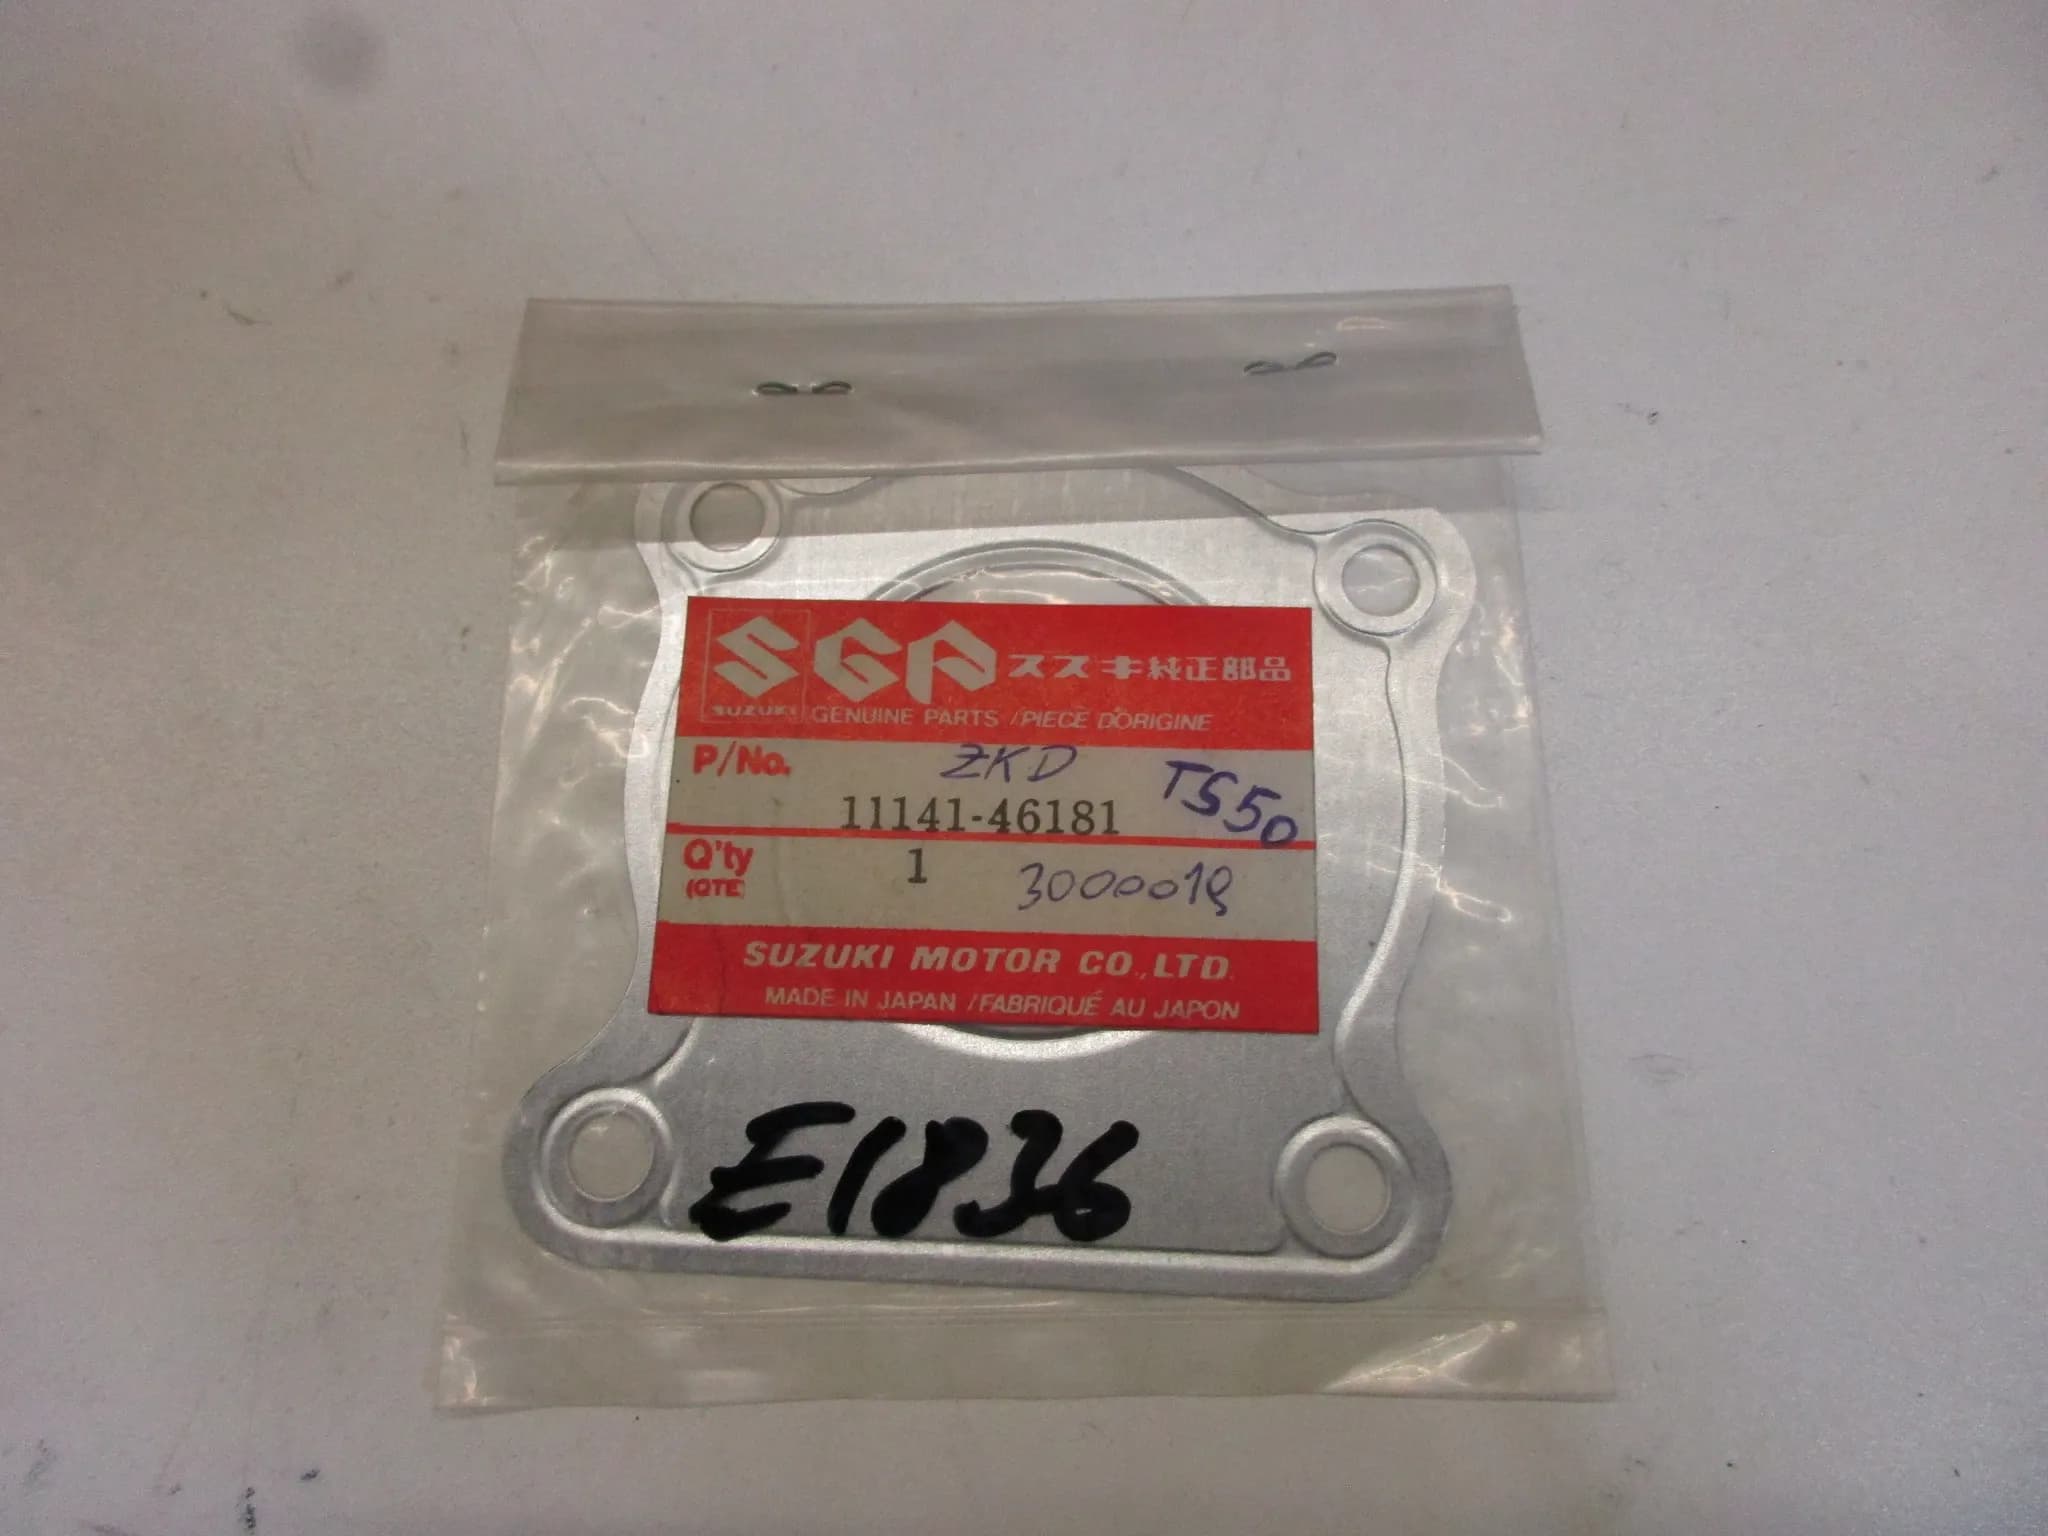 SGP スズキ純正部品
SUZUKI GENUINE PARTS / PIECE D'ORIGINE
P/No. ZKD TS50
11141-46181
Q'ty 1 3000019
(QTE)
SUZUKI MOTOR CO., LTD.
MADE IN JAPAN / FABRIQUÉ AU JAPON
E1836